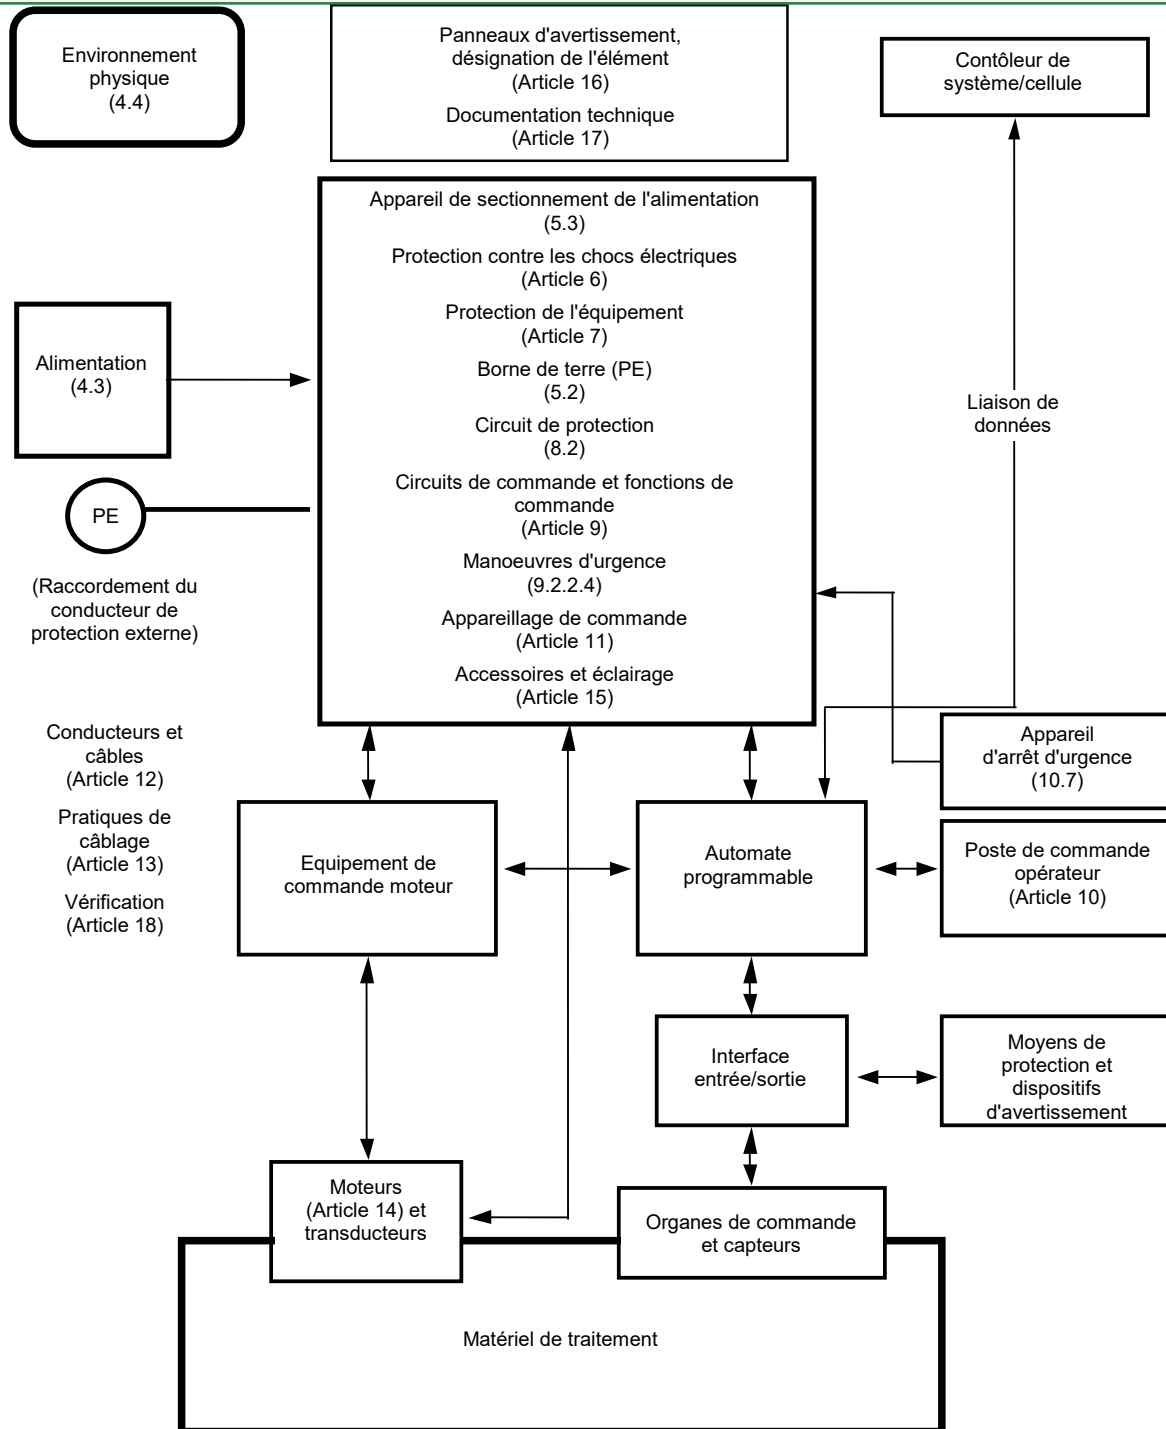 Environnement
physique
(4.4)
Panneaux d'avertissement,
désignation de l'élément
(Article 16)
Documentation technique
(Article 17)
Contôleur de
système/cellule
Appareil de sectionnement de l'alimentation
(5.3)
Protection contre les chocs électriques
(Article 6)
Protection de l'équipement
(Article 7)
Borne de terre (PE)
(5.2)
Circuit de protection
(8.2)
Circuits de commande et fonctions de
commande
(Article 9)
Manoeuvres d'urgence
(9.2.2.4)
Appareillage de commande
(Article 11)
Accessoires et éclairage
(Article 15)
Alimentation
(4.3)
PE
(Raccordement du
conducteur de
protection externe)
Liaison de
données
Conducteurs et
câbles
(Article 12)
Pratiques de
câblage
(Article 13)
Vérification
(Article 18)
Appareil
d'arrêt d'urgence
(10.7)
Equipement de
commande moteur
Automate
programmable
Poste de commande
opérateur
(Article 10)
Interface
entrée/sortie
Moyens de
protection et
dispositifs
d'avertissement
Moteurs
(Article 14) et
transducteurs
Organes de commande
et capteurs
Matériel de traitement